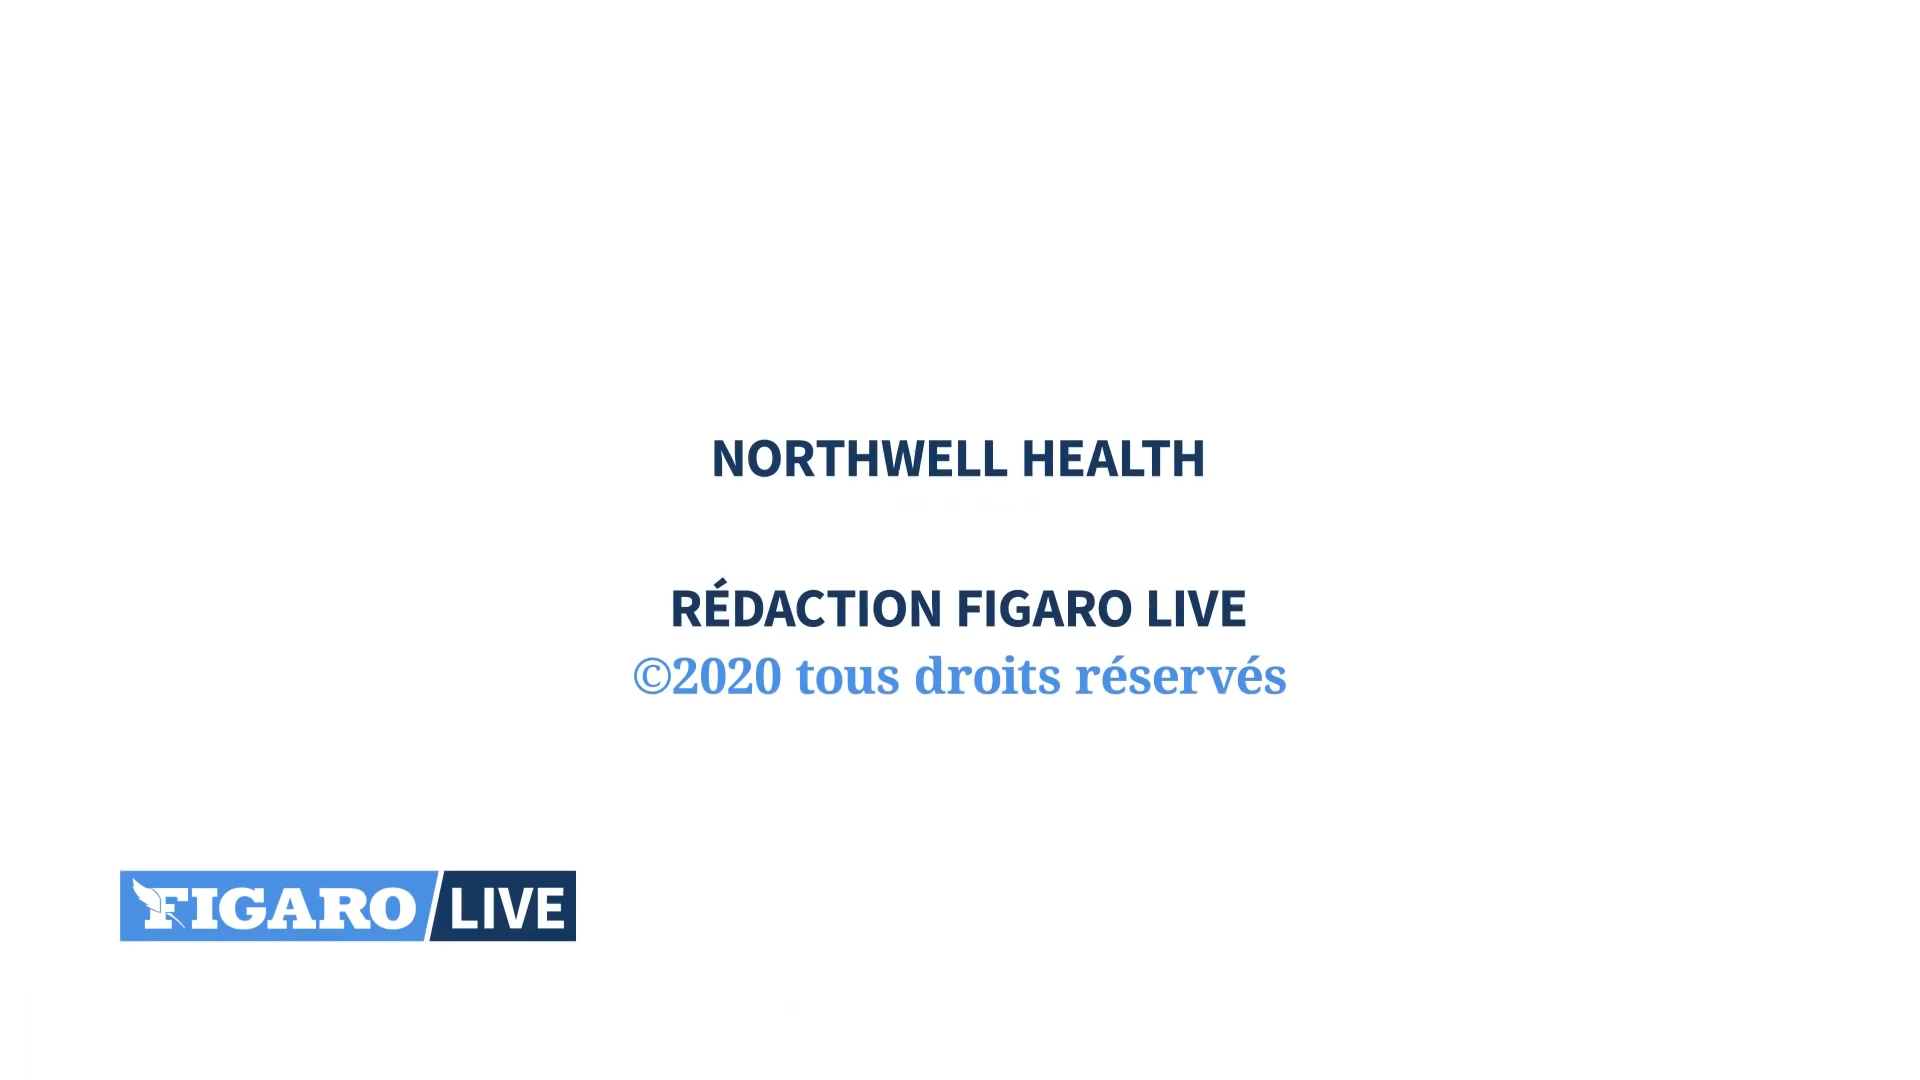 NORTHWELL HEALTH
RÉDACTION FIGARO LIVE
©2020 tous droits réservés
FIGARO LIVE